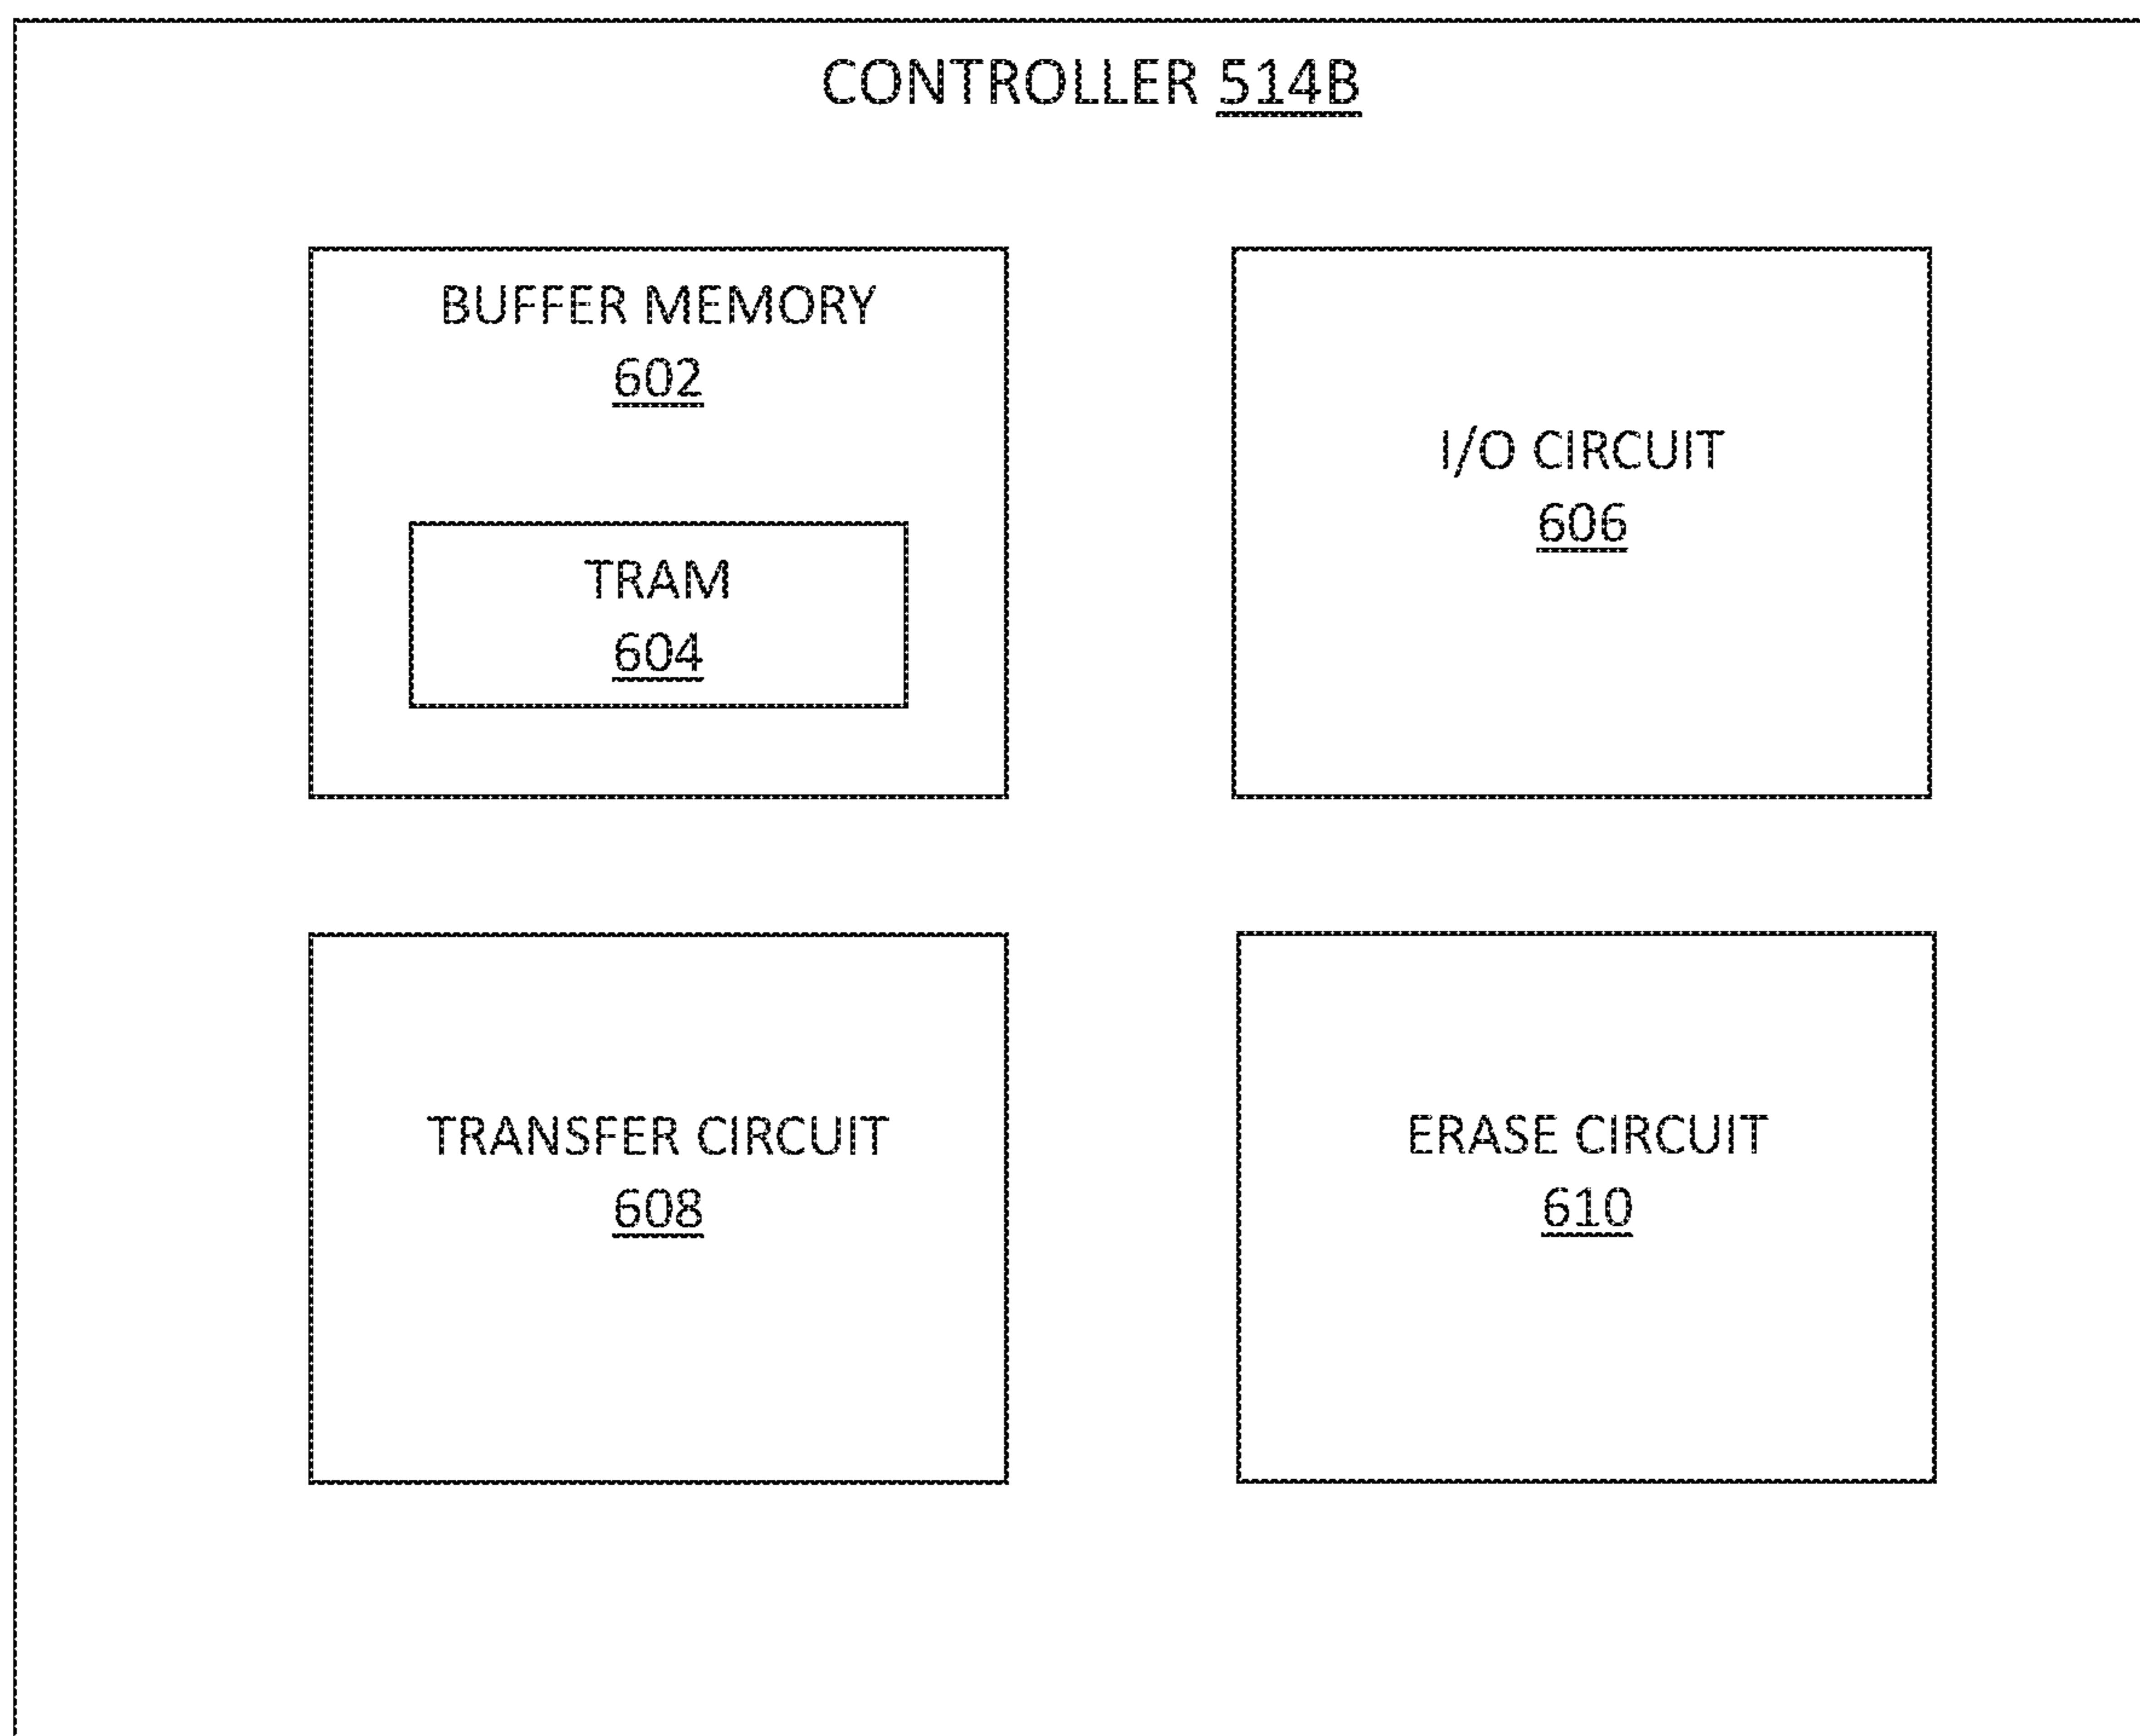 CONTROLLER 514B
BUFFER MEMORY
602
TRAM
604
I/O CIRCUIT
606
TRANSFER CIRCUIT
608
ERASE CIRCUIT
610